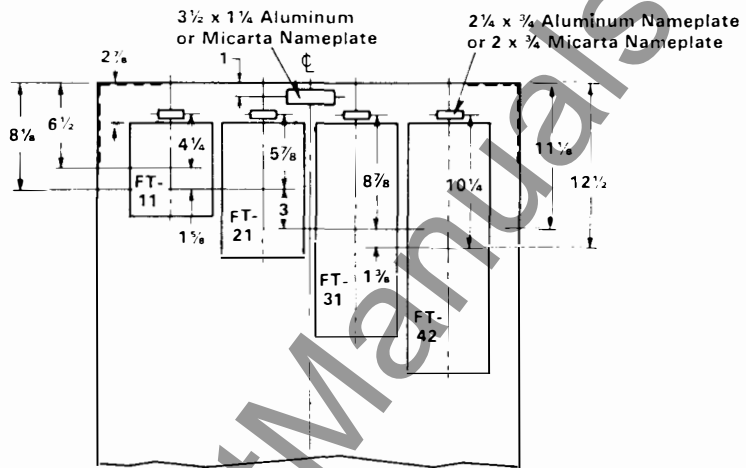 3½ x 1¼ Aluminum
or Micarta Nameplate
2¼ x ¾ Aluminum Nameplate
or 2 x ¾ Micarta Nameplate
℄
2⅞
1
8⅛
6½
4¼
5⅞
8⅞
10¼
11⅛
12½
FT-
11
1⅝
FT-
21
3
FT-
31
1⅜
FT-
42
tManuals